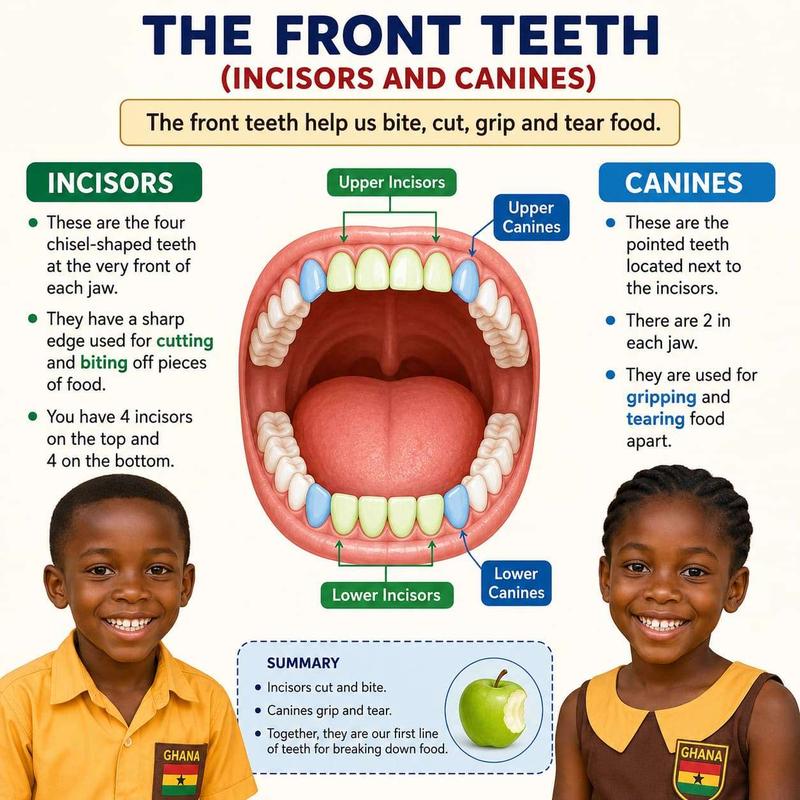 THE FRONT TEETH
(INCISORS AND CANINES)
The front teeth help us bite, cut, grip and tear food.
INCISORS
These are the four
chisel-shaped teeth
at the very front of
each jaw.
They have a sharp
edge used for cutting
and biting off pieces
of food.
You have 4 incisors
on the top and
4 on the bottom.
Upper Incisors
Upper
Canines
Lower Incisors
Lower
Canines
CANINES
These are the
pointed teeth
located next to
the incisors.
There are 2 in
each jaw.
They are used for
gripping and
tearing food
apart.
SUMMARY
Incisors cut and bite.
Canines grip and tear.
Together, they are our first line
of teeth for breaking down food.
GHANA
GHANA